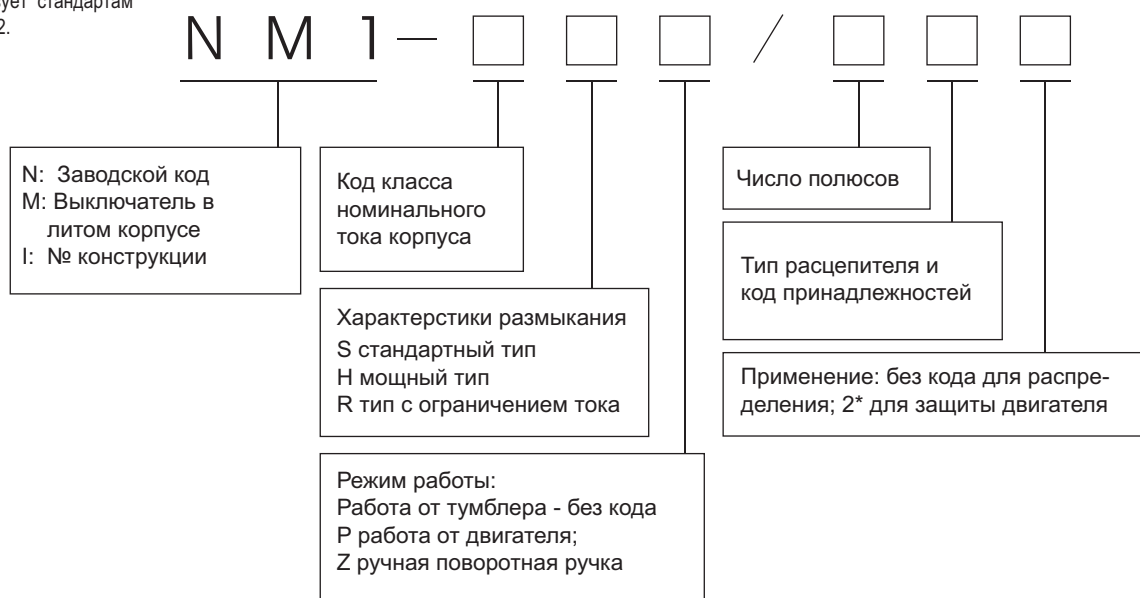 ует стандартам
2.
N M 1 — □ □ □ / □ □ □
N: Заводской код
M: Выключатель в
литом корпусе
I: № конструкции
Код класса
номинального
тока корпуса
Характерстики размыкания
S стандартный тип
H мощный тип
R тип с ограничением тока
Режим работы:
Работа от тумблера - без кода
P работа от двигателя;
Z ручная поворотная ручка
Число полюсов
Тип расцепителя и
код принадлежностей
Применение: без кода для распре-
деления; 2* для защиты двигателя